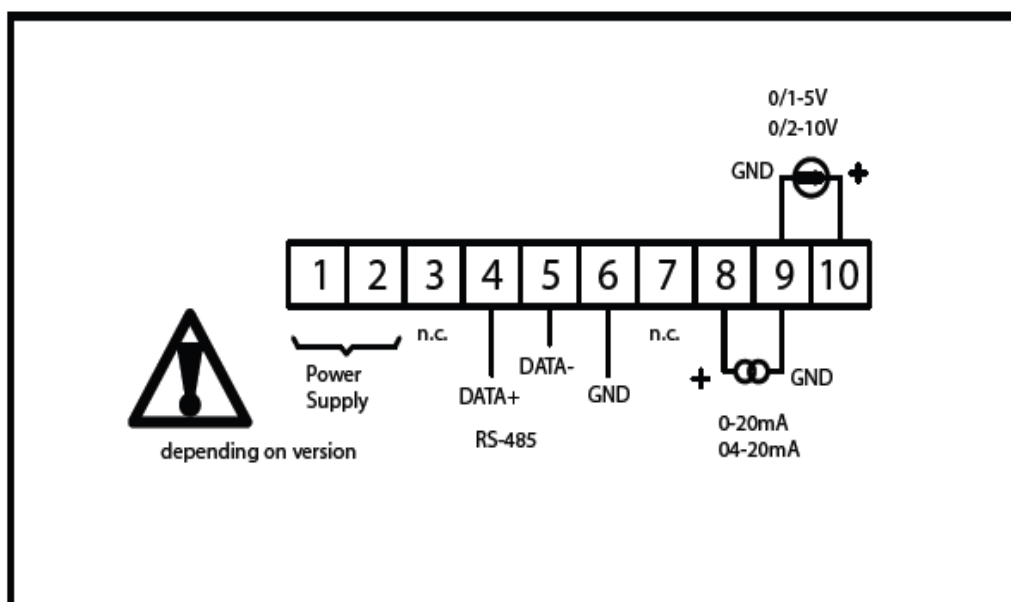 0/1-5V
0/2-10V
GND
+
1 2 3 4 5 6 7 8 9 10
n.c.
n.c.
Power
Supply
DATA+
DATA-
GND
+
GND
RS-485
0-20mA
04-20mA
depending on version